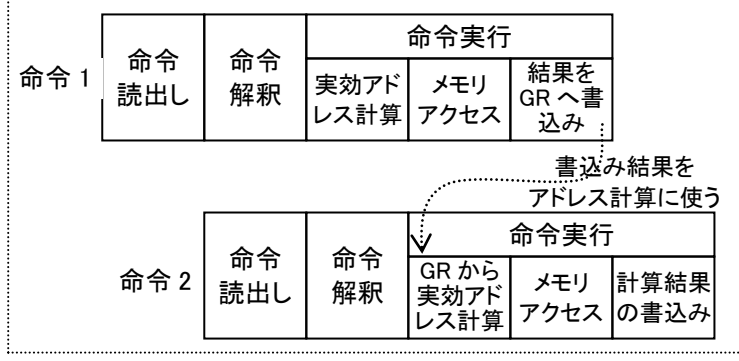 命令実行
命令 1
命令
読出し
命令
解釈
実効アド
レス計算
メモリ
アクセス
結果を
GR へ書
込み
書込み結果を
アドレス計算に使う
命令実行
命令 2
命令
読出し
命令
解釈
GR から
実効アド
レス計算
メモリ
アクセス
計算結果
の書込み